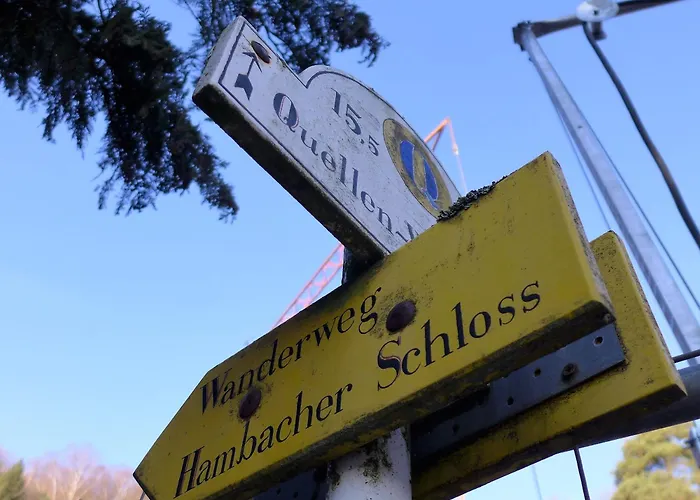 15,5
Quellen-
Wanderweg
Hambacher Schloss